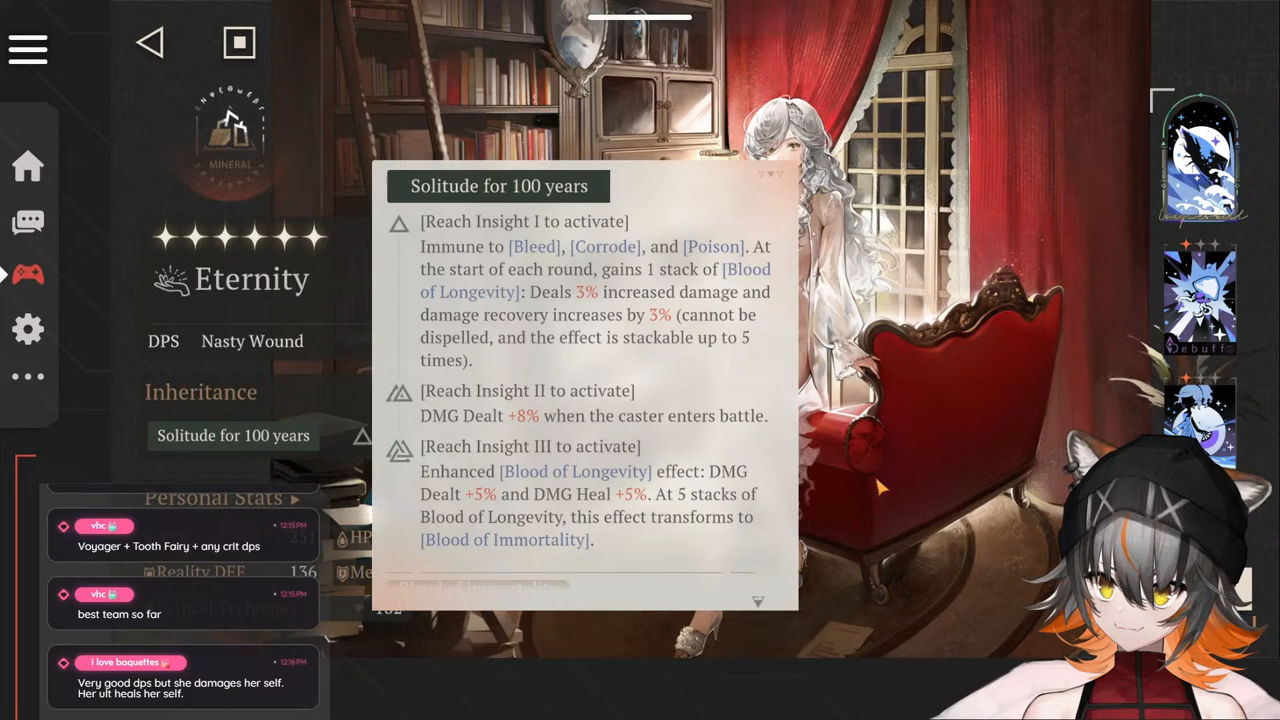 MINERAL
Eternity
DPS Nasty Wound
Inheritance
Solitude for 100 years
Personal Stats
HP
Reality DEF 136
Solitude for 100 years
[Reach Insight I to activate]
Immune to [Bleed], [Corrode], and [Poison]. At
the start of each round, gains 1 stack of [Blood
of Longevity]: Deals 3% increased damage and
damage recovery increases by 3% (cannot be
dispelled, and the effect is stackable up to 5
times).
[Reach Insight II to activate]
DMG Dealt +8% when the caster enters battle.
[Reach Insight III to activate]
Enhanced [Blood of Longevity] effect: DMG
Dealt +5% and DMG Heal +5%. At 5 stacks of
Blood of Longevity, this effect transforms to
[Blood of Immortality].
vhc • 12:15PM
Voyager + Tooth Fairy + any crit dps
vhc • 12:15PM
best team so far
i love baquettes • 12:16PM
Very good dps but she damages her self.
Her ult heals her self.
Debuff